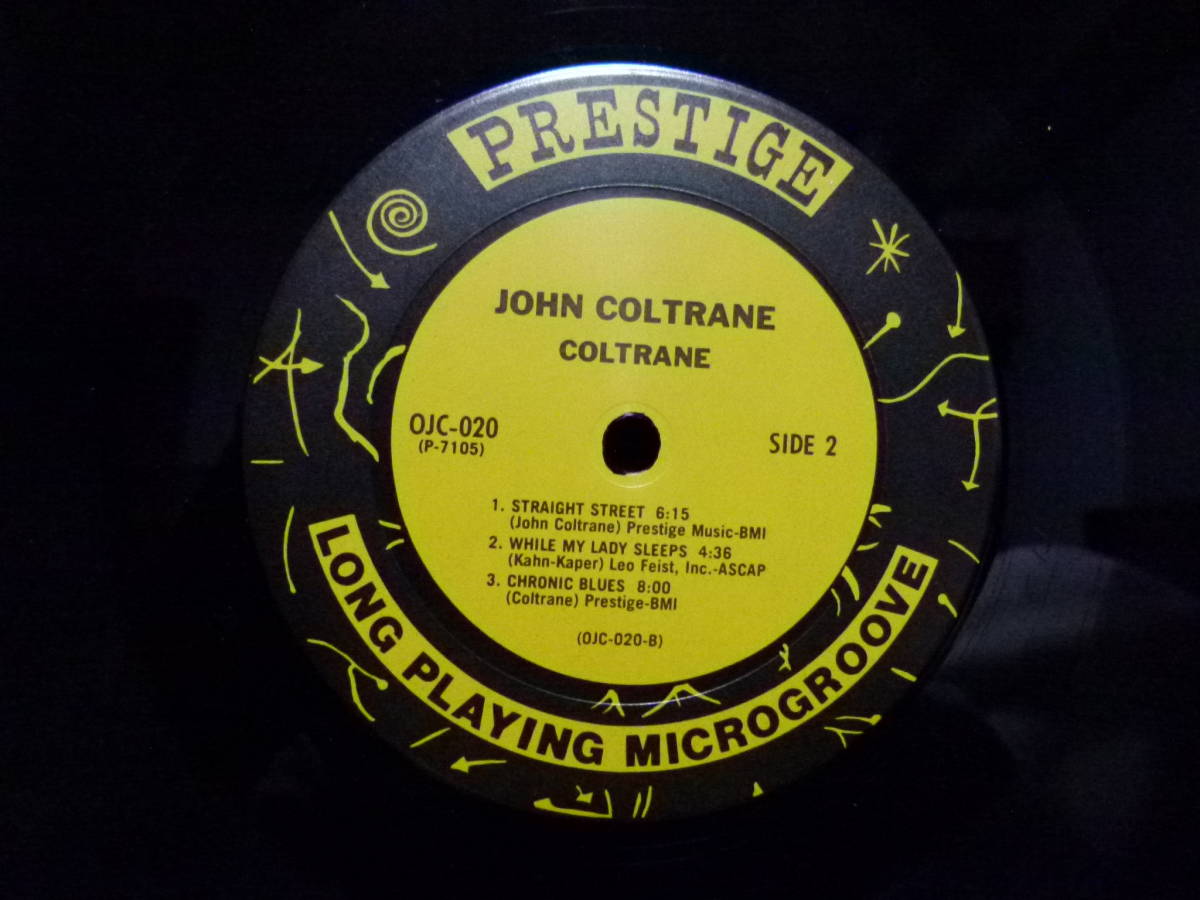 PRESTIGE
JOHN COLTRANE
COLTRANE
OJC-020
(P-7105)
SIDE 2
1. STRAIGHT STREET 6:15
(John Coltrane) Prestige Music-BMI
2. WHILE MY LADY SLEEPS 4:36
(Kahn-Kaper) Leo Feist, Inc.-ASCAP
3. CHRONIC BLUES 8:00
(Coltrane) Prestige-BMI
(OJC-020-B)
LONG PLAYING MICROGROOVE